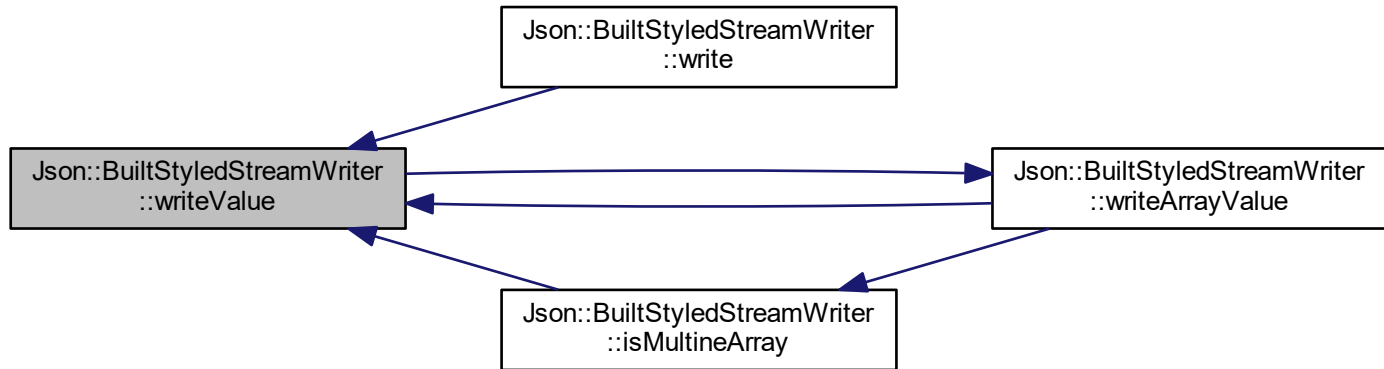 Json::BuiltStyledStreamWriter
::write
Json::BuiltStyledStreamWriter
::writeValue
Json::BuiltStyledStreamWriter
::writeArrayValue
Json::BuiltStyledStreamWriter
::isMultineArray